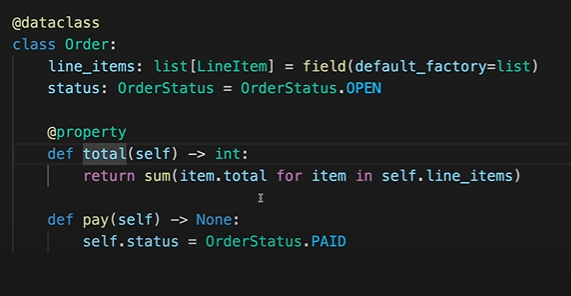 @dataclass
class Order:
    line_items: list[LineItem] = field(default_factory=list)
    status: OrderStatus = OrderStatus.OPEN
    @property
    def total(self) -> int:
        return sum(item.total for item in self.line_items)
    def pay(self) -> None:
        self.status = OrderStatus.PAID